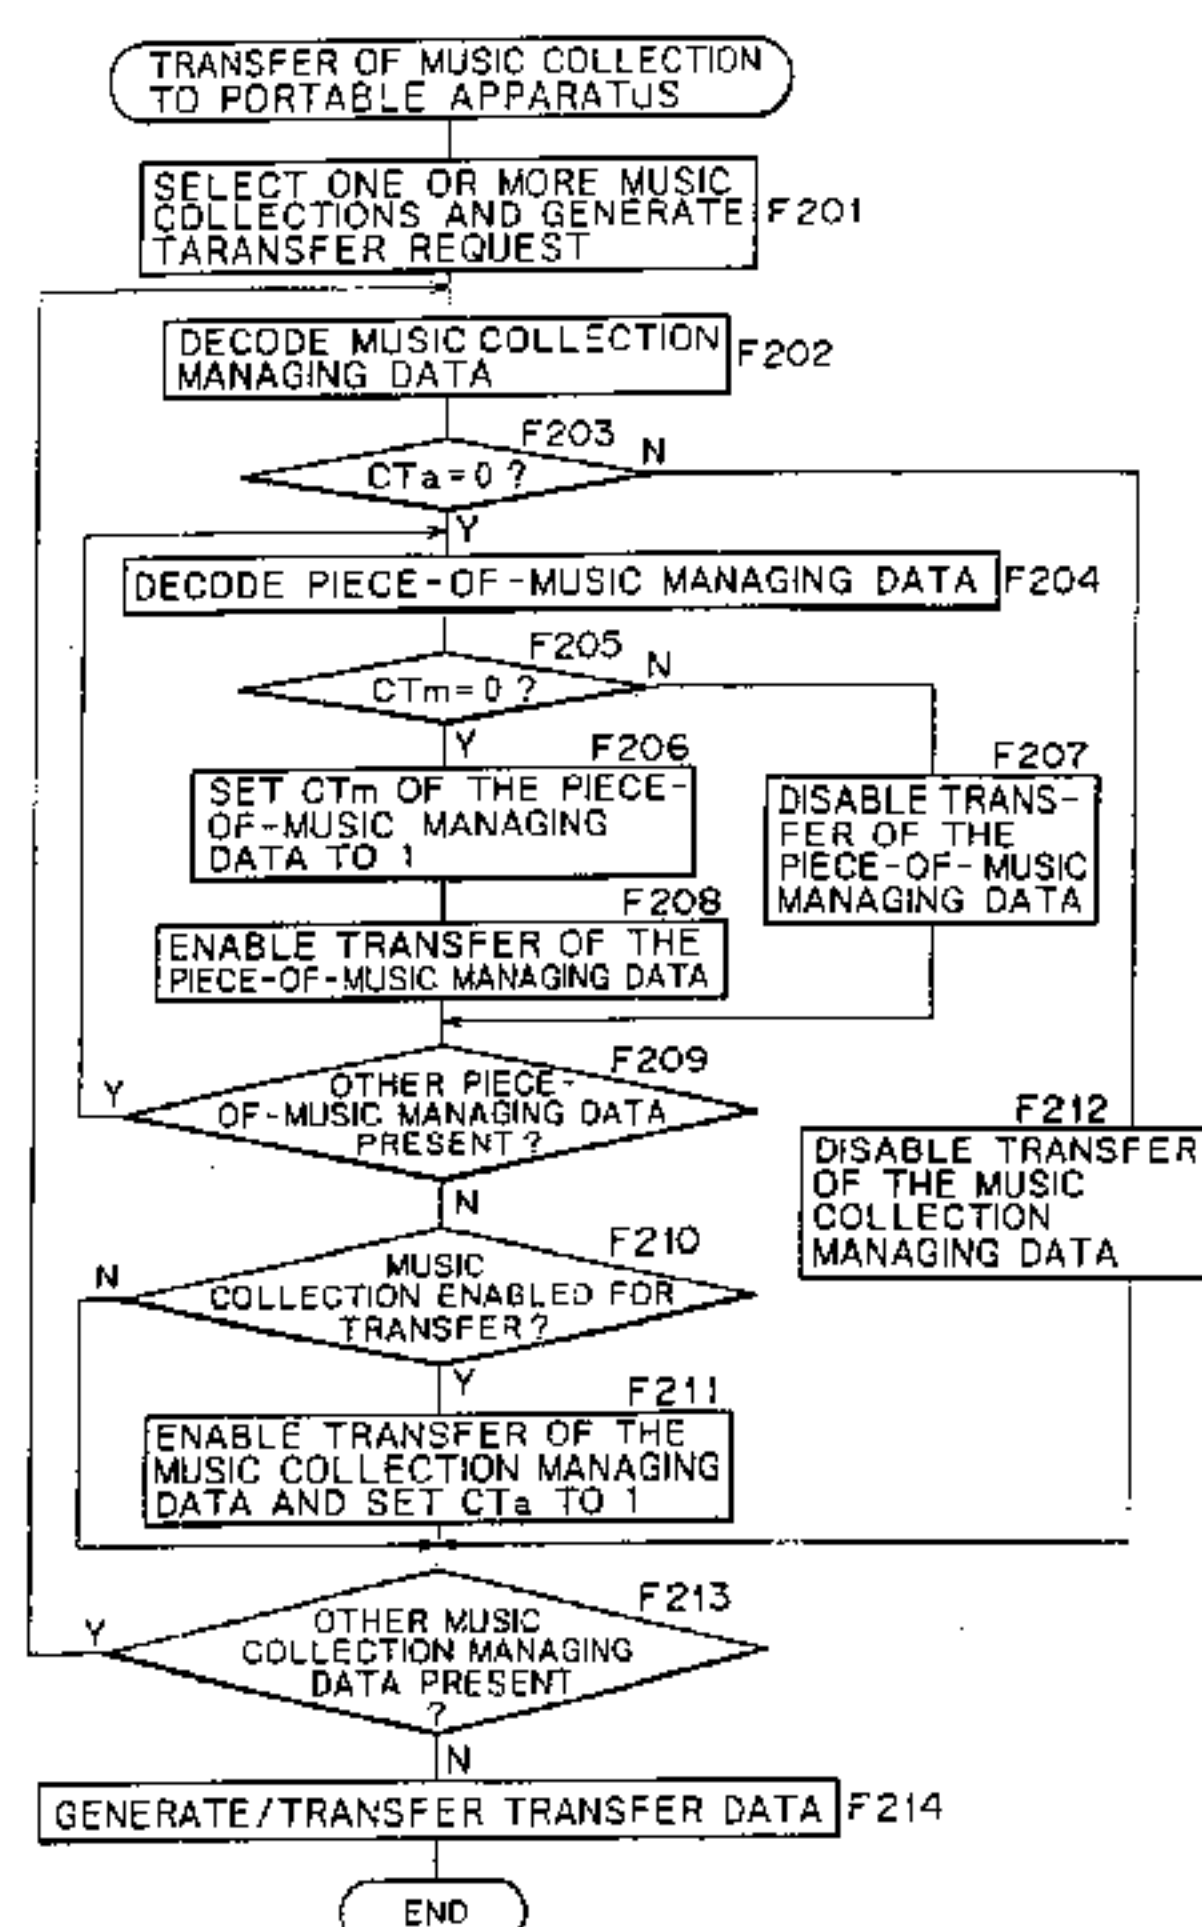 TRANSFER OF MUSIC COLLECTION
TO PORTABLE APPARATUS
SELECT ONE OR MORE MUSIC
COLLECTIONS AND GENERATE
TARANSFER REQUEST
F201
DECODE MUSIC COLLECTION
MANAGING DATA
F202
F203
CTa=0 ?
N
Y
DECODE PIECE-OF-MUSIC MANAGING DATA
F204
F205
CTm=0 ?
N
Y
F206
SET CTm OF THE PIECE-
OF-MUSIC MANAGING
DATA TO 1
F207
DISABLE TRANS-
FER OF THE
PIECE-OF-MUSIC
MANAGING DATA
F208
ENABLE TRANSFER OF THE
PIECE-OF-MUSIC MANAGING DATA
F209
OTHER PIECE-
OF-MUSIC MANAGING DATA
PRESENT?
Y
N
F212
DISABLE TRANSFER
OF THE MUSIC
COLLECTION
MANAGING DATA
F210
MUSIC
COLLECTION ENABLED FOR
TRANSFER?
N
Y
F211
ENABLE TRANSFER OF THE
MUSIC COLLECTION MANAGING
DATA AND SET CTa TO 1
F213
OTHER MUSIC
COLLECTION MANAGING
DATA PRESENT
?
Y
N
GENERATE/TRANSFER TRANSFER DATA
F214
END